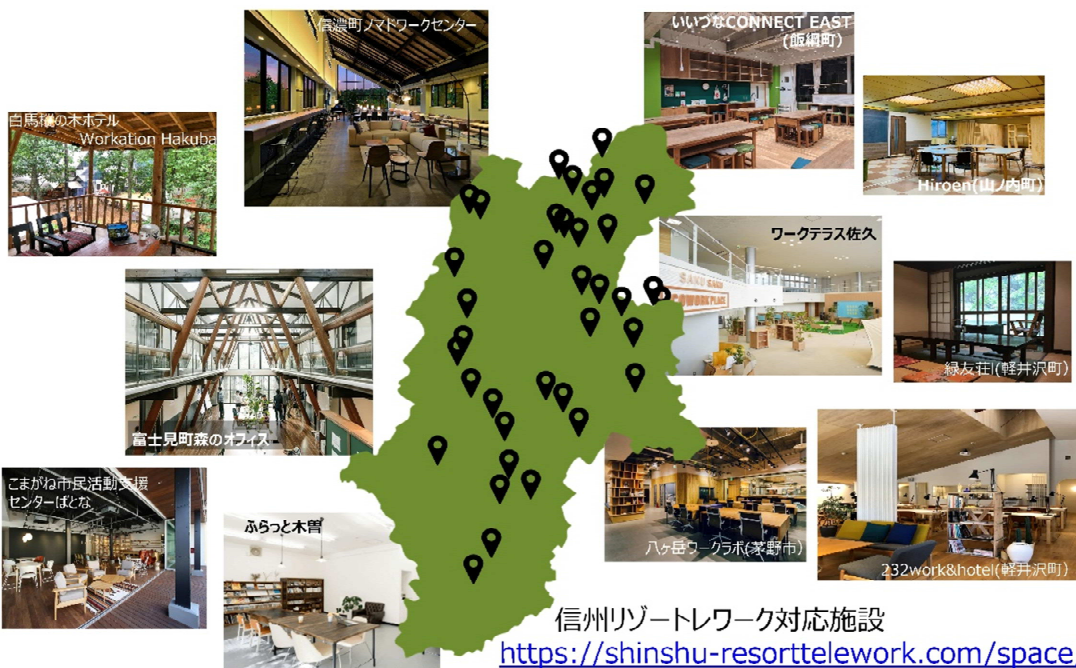 信濃町ノマドワークセンター
いいづなCONNECT EAST
(飯綱町)
白馬樅の木ホテル
Workation Hakuba
Hiroen(山ノ内町)
ワークテラス佐久
SAKU SAKU
COWORK PLACE
緑友荘(軽井沢町)
富士見町森のオフィス
こまがね市民活動支援
センターぱとな
ふらっと木曽
八ヶ岳ワークラボ(茅野市)
232work&hotel(軽井沢町)
信州リゾートレワーク対応施設
https://shinshu-resorttelework.com/space